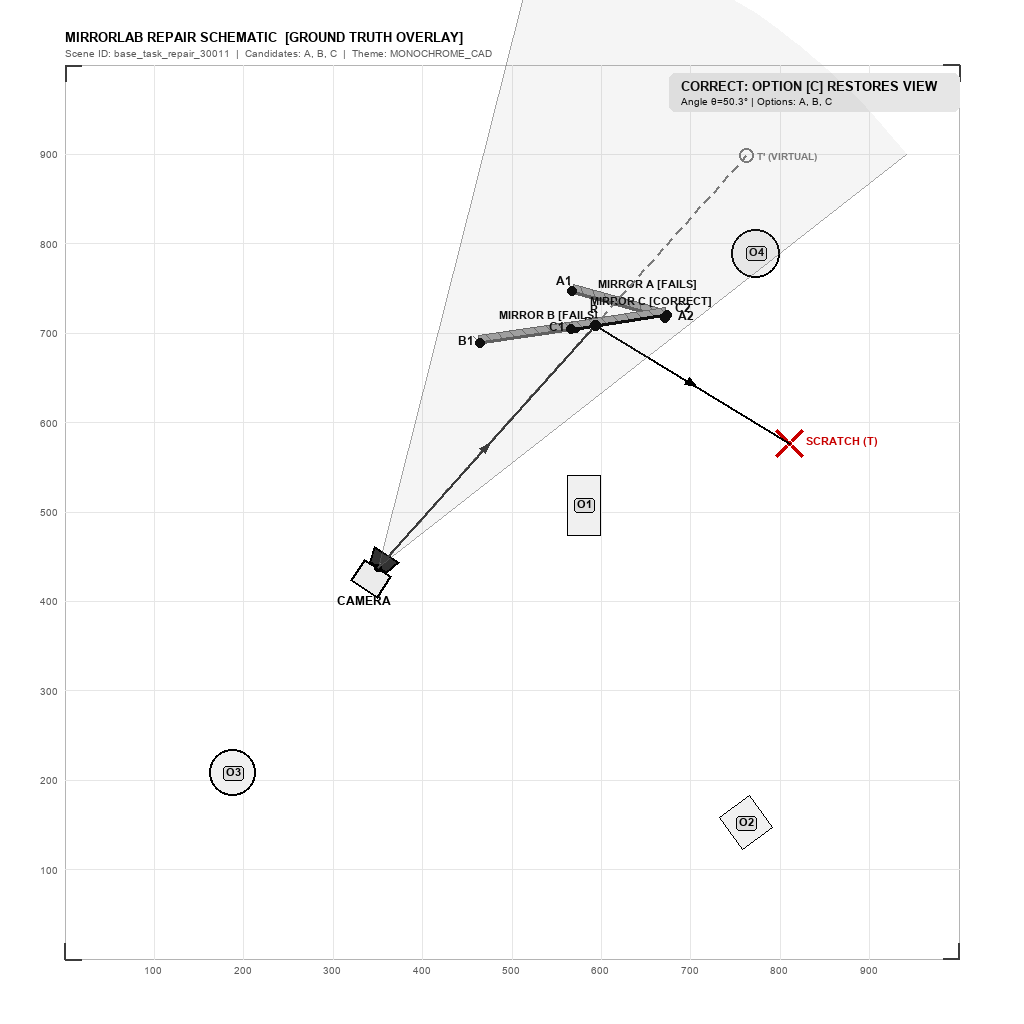 MIRRORLAB REPAIR SCHEMATIC [GROUND TRUTH OVERLAY]
Scene ID: base_task_repair_30011 | Candidates: A, B, C | Theme: MONOCHROME_CAD
CORRECT: OPTION [C] RESTORES VIEW
Angle θ=50.3° | Options: A, B, C
900
T' (VIRTUAL)
800
O4
A1
MIRROR A [FAILS]
MIRROR C [CORRECT]
R
C2
MIRROR B [FAILS]
A2
700
C1
B1
600
SCRATCH (T)
500
O1
400
CAMERA
300
200
O3
O2
100
100 200 300 400 500 600 700 800 900